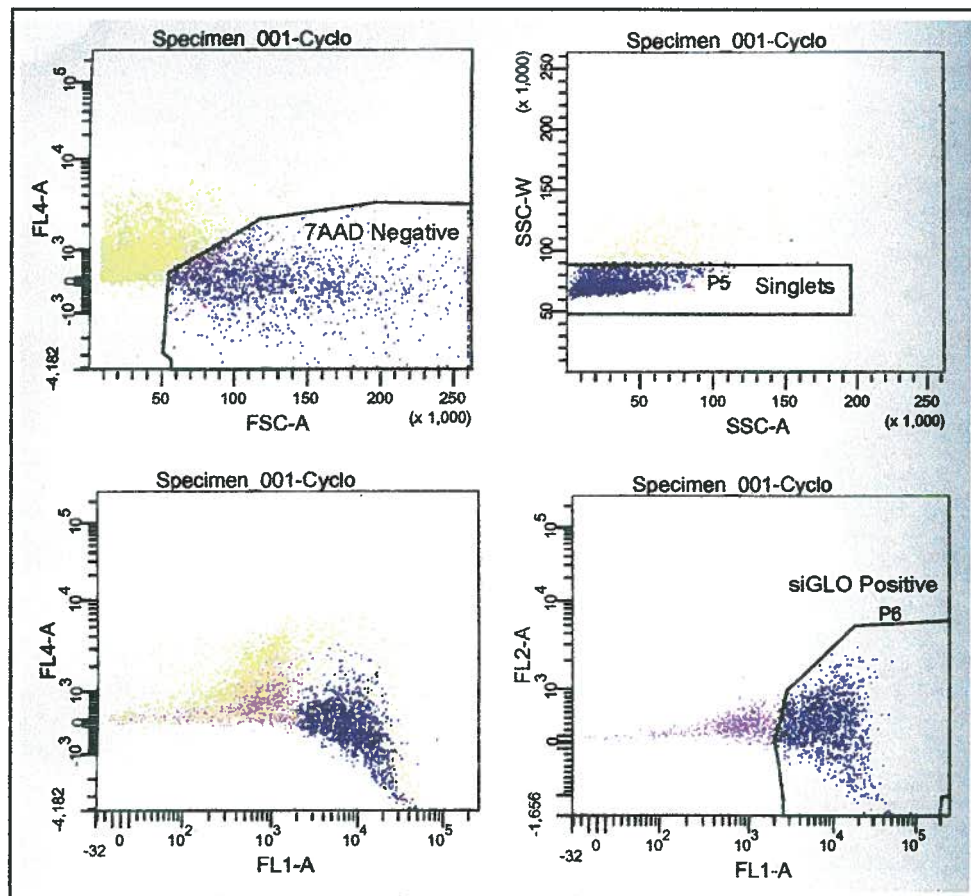 Specimen_001-Cyclo
FL4-A
10^5
10^4
10^3
0
-10^3
-4,182
7AAD Negative
50 100 150 200 250
(x 1,000)
FSC-A
Specimen_001-Cyclo
(x 1,000)
SSC-W
250
200
150
100
50
P5 Singlets
50 100 150 200 250
(x 1,000)
SSC-A
Specimen_001-Cyclo
FL4-A
10^5
10^4
10^3
0
-10^3
-4,182
-32 0 10^2 10^3 10^4 10^5
FL1-A
Specimen_001-Cyclo
FL2-A
10^5
10^4
10^3
0
-1,656
siGLO Positive
P6
-32 0 10^2 10^3 10^4 10^5
FL1-A